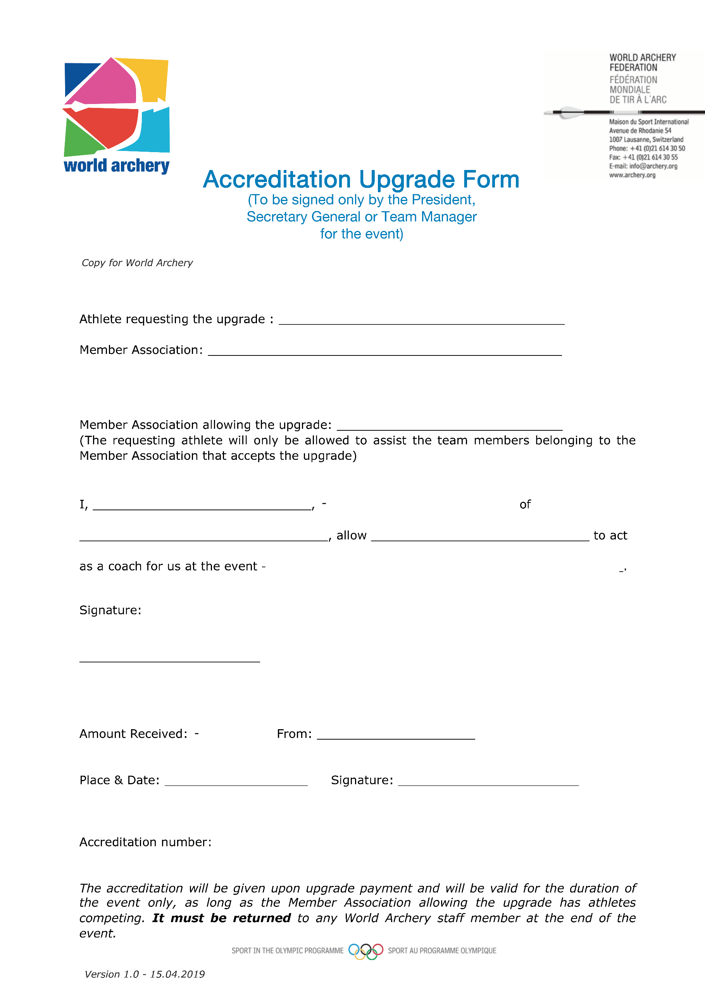 WORLD ARCHERY
FEDERATION
FÉDÉRATION
MONDIALE
DE TIR À L´ARC
Maison du Sport International
Avenue de Rhodanie 54
1007 Lausanne, Switzerland
Phone: +41 (0)21 614 30 50
Fax: +41 (0)21 614 30 55
E-mail: info@archery.org
www.archery.org
world archery
Accreditation Upgrade Form
(To be signed only by the President,
Secretary General or Team Manager
for the event)
Copy for World Archery
Athlete requesting the upgrade : ______________________________________
Member Association: _______________________________________________
Member Association allowing the upgrade: ______________________________
(The requesting athlete will only be allowed to assist the team members belonging to the
Member Association that accepts the upgrade)
I, _____________________________, - of
_________________________________, allow _____________________________ to act
as a coach for us at the event - _.
Signature:
________________________
Amount Received: - From: _____________________
Place & Date: ___________________ Signature: ________________________
Accreditation number:
The accreditation will be given upon upgrade payment and will be valid for the duration of
the event only, as long as the Member Association allowing the upgrade has athletes
competing. It must be returned to any World Archery staff member at the end of the
event.
SPORT IN THE OLYMPIC PROGRAMME SPORT AU PROGRAMME OLYMPIQUE
Version 1.0 - 15.04.2019